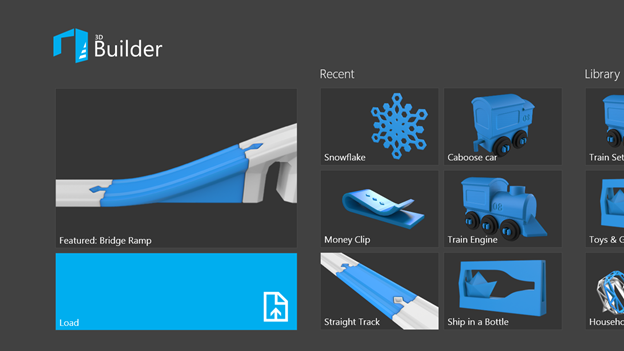 3D
Builder
Recent
Library
Snowflake
Caboose car
Train Set
Money Clip
Train Engine
Toys & G
Featured: Bridge Ramp
Load
Straight Track
Ship in a Bottle
Househo